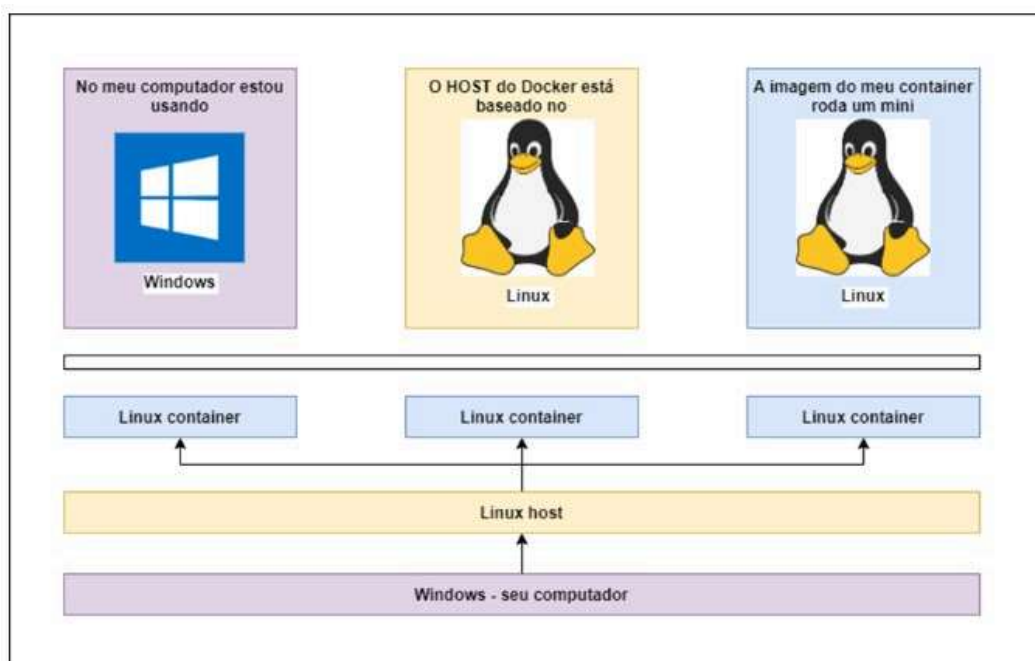 No meu computador estou
usando
Windows
O HOST do Docker está
baseado no
Linux
A imagem do meu container
roda um mini
Linux
Linux container
Linux container
Linux container
Linux host
Windows - seu computador